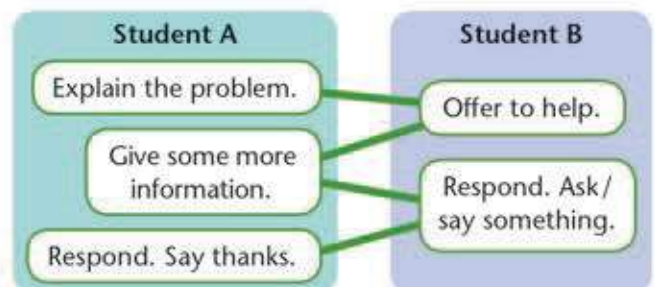 Student A
Student B
Explain the problem.
Offer to help.
Give some more
information.
Respond. Ask/
say something.
Respond. Say thanks.